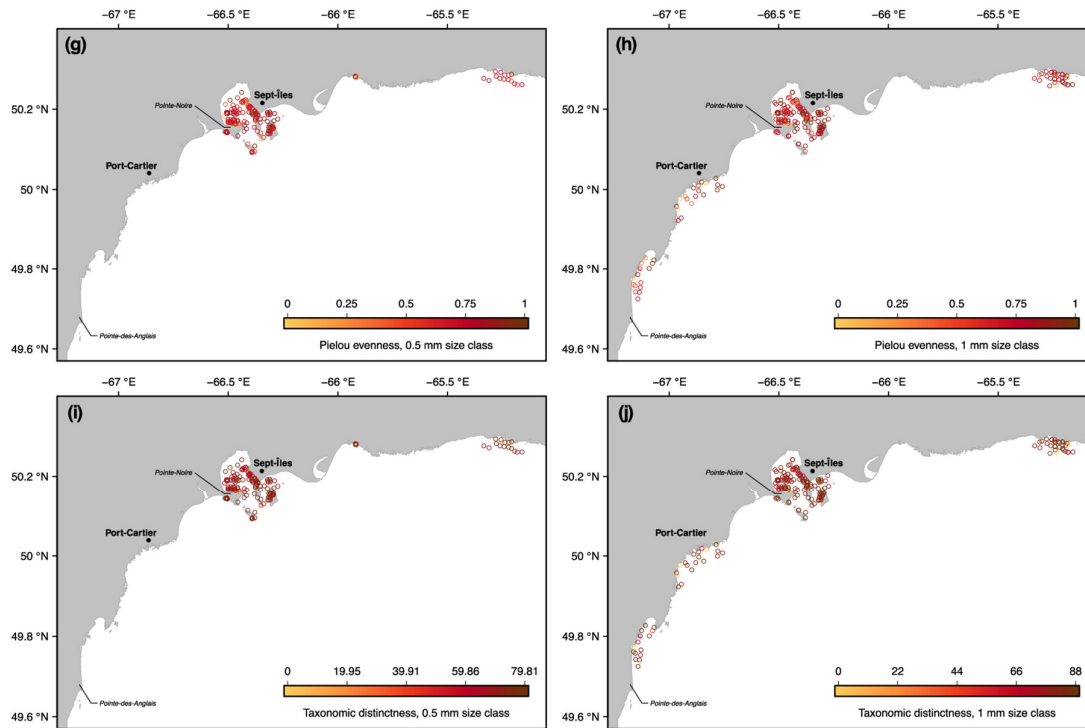 −67 °E −66.5 °E −66 °E −65.5 °E
(g)
50.2 °N
50 °N
49.8 °N
49.6 °N
Sept-Îles
Pointe-Noire
Port-Cartier
Pointe-des-Anglais
0 0.25 0.5 0.75 1
Pielou evenness, 0.5 mm size class
−67 °E −66.5 °E −66 °E −65.5 °E
(h)
50.2 °N
50 °N
49.8 °N
49.6 °N
Sept-Îles
Pointe-Noire
Port-Cartier
Pointe-des-Anglais
0 0.25 0.5 0.75 1
Pielou evenness, 1 mm size class
−67 °E −66.5 °E −66 °E −65.5 °E
(i)
50.2 °N
50 °N
49.8 °N
49.6 °N
Sept-Îles
Pointe-Noire
Port-Cartier
Pointe-des-Anglais
0 19.95 39.91 59.86 79.81
Taxonomic distinctness, 0.5 mm size class
−67 °E −66.5 °E −66 °E −65.5 °E
(j)
50.2 °N
50 °N
49.8 °N
49.6 °N
Sept-Îles
Pointe-Noire
Port-Cartier
Pointe-des-Anglais
0 22 44 66 88
Taxonomic distinctness, 1 mm size class